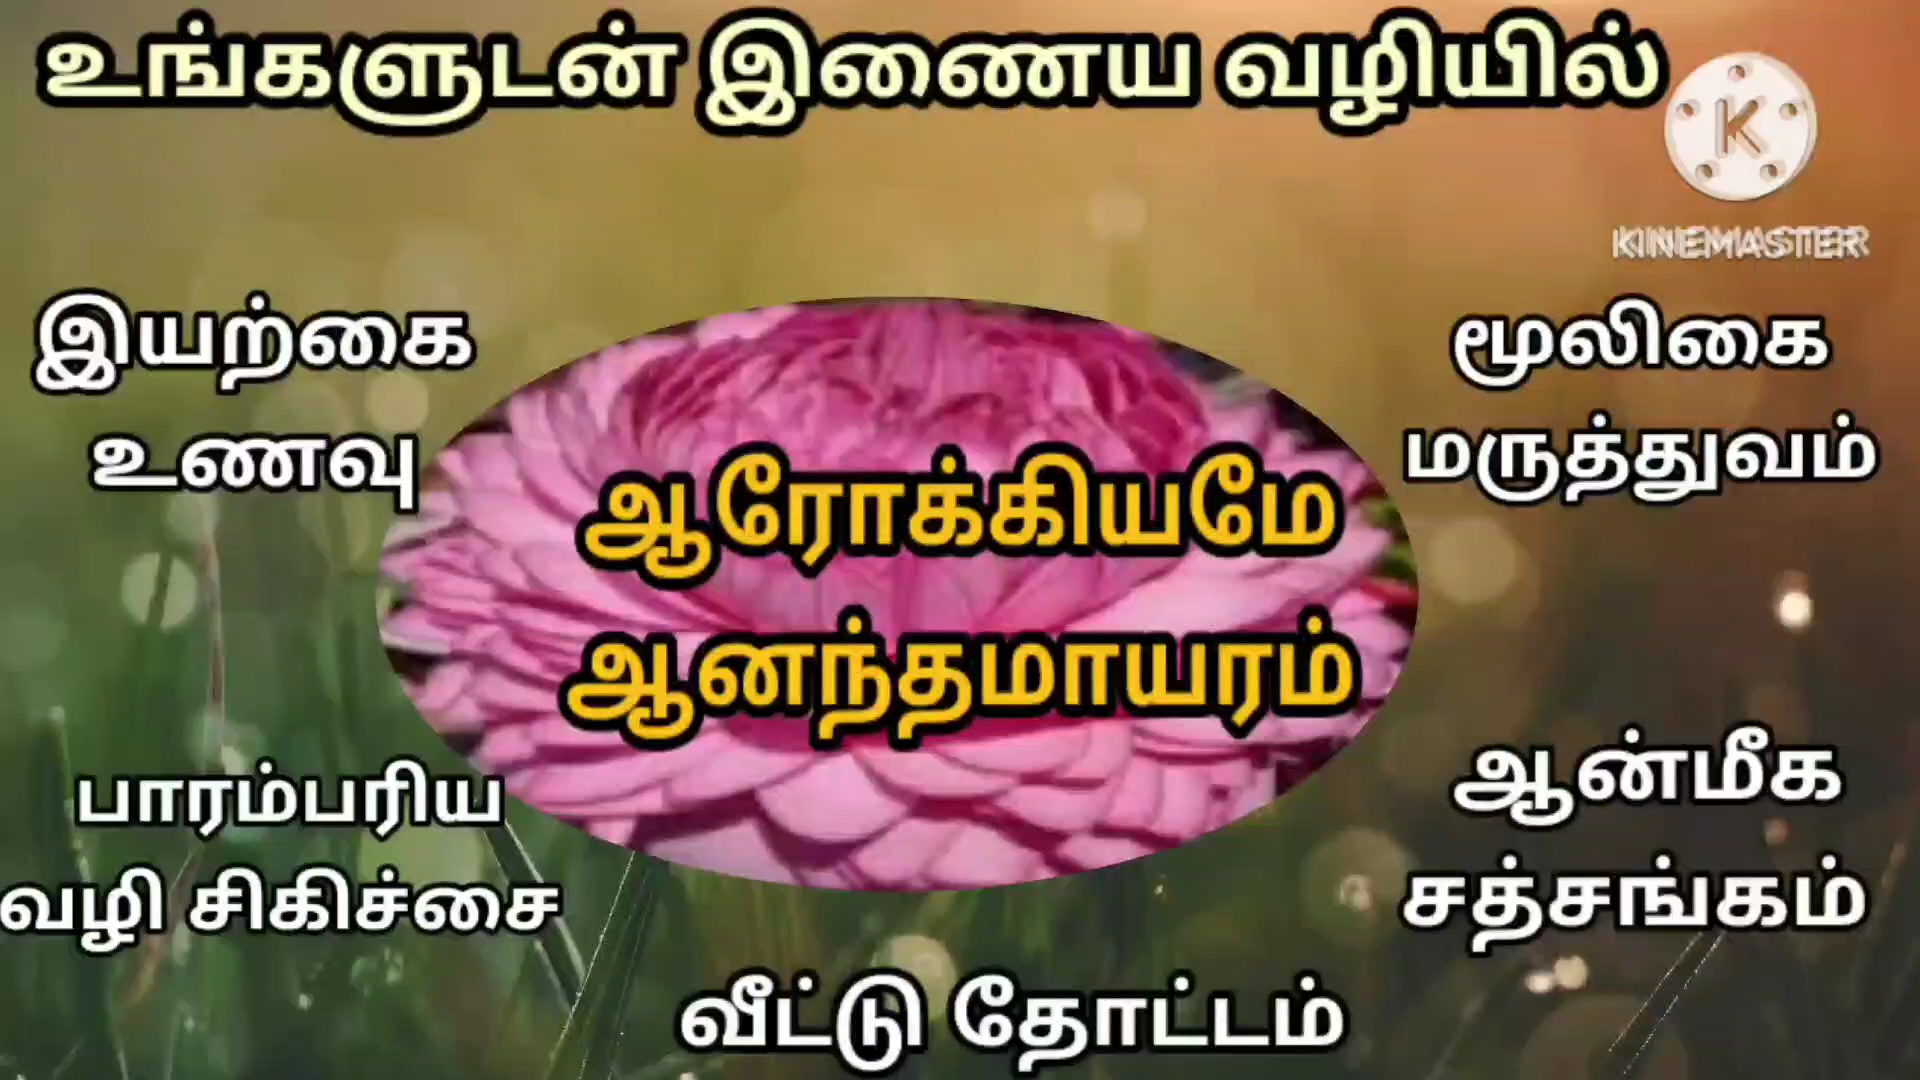 உங்களுடன் இணைய வழியில்
KINEMASTER
இயற்கை
உணவு
மூலிகை
மருத்துவம்
ஆரோக்கியமே
ஆனந்தமாயரம்
பாரம்பரிய
வழி சிகிச்சை
ஆன்மீக
சத்சங்கம்
வீட்டு தோட்டம்